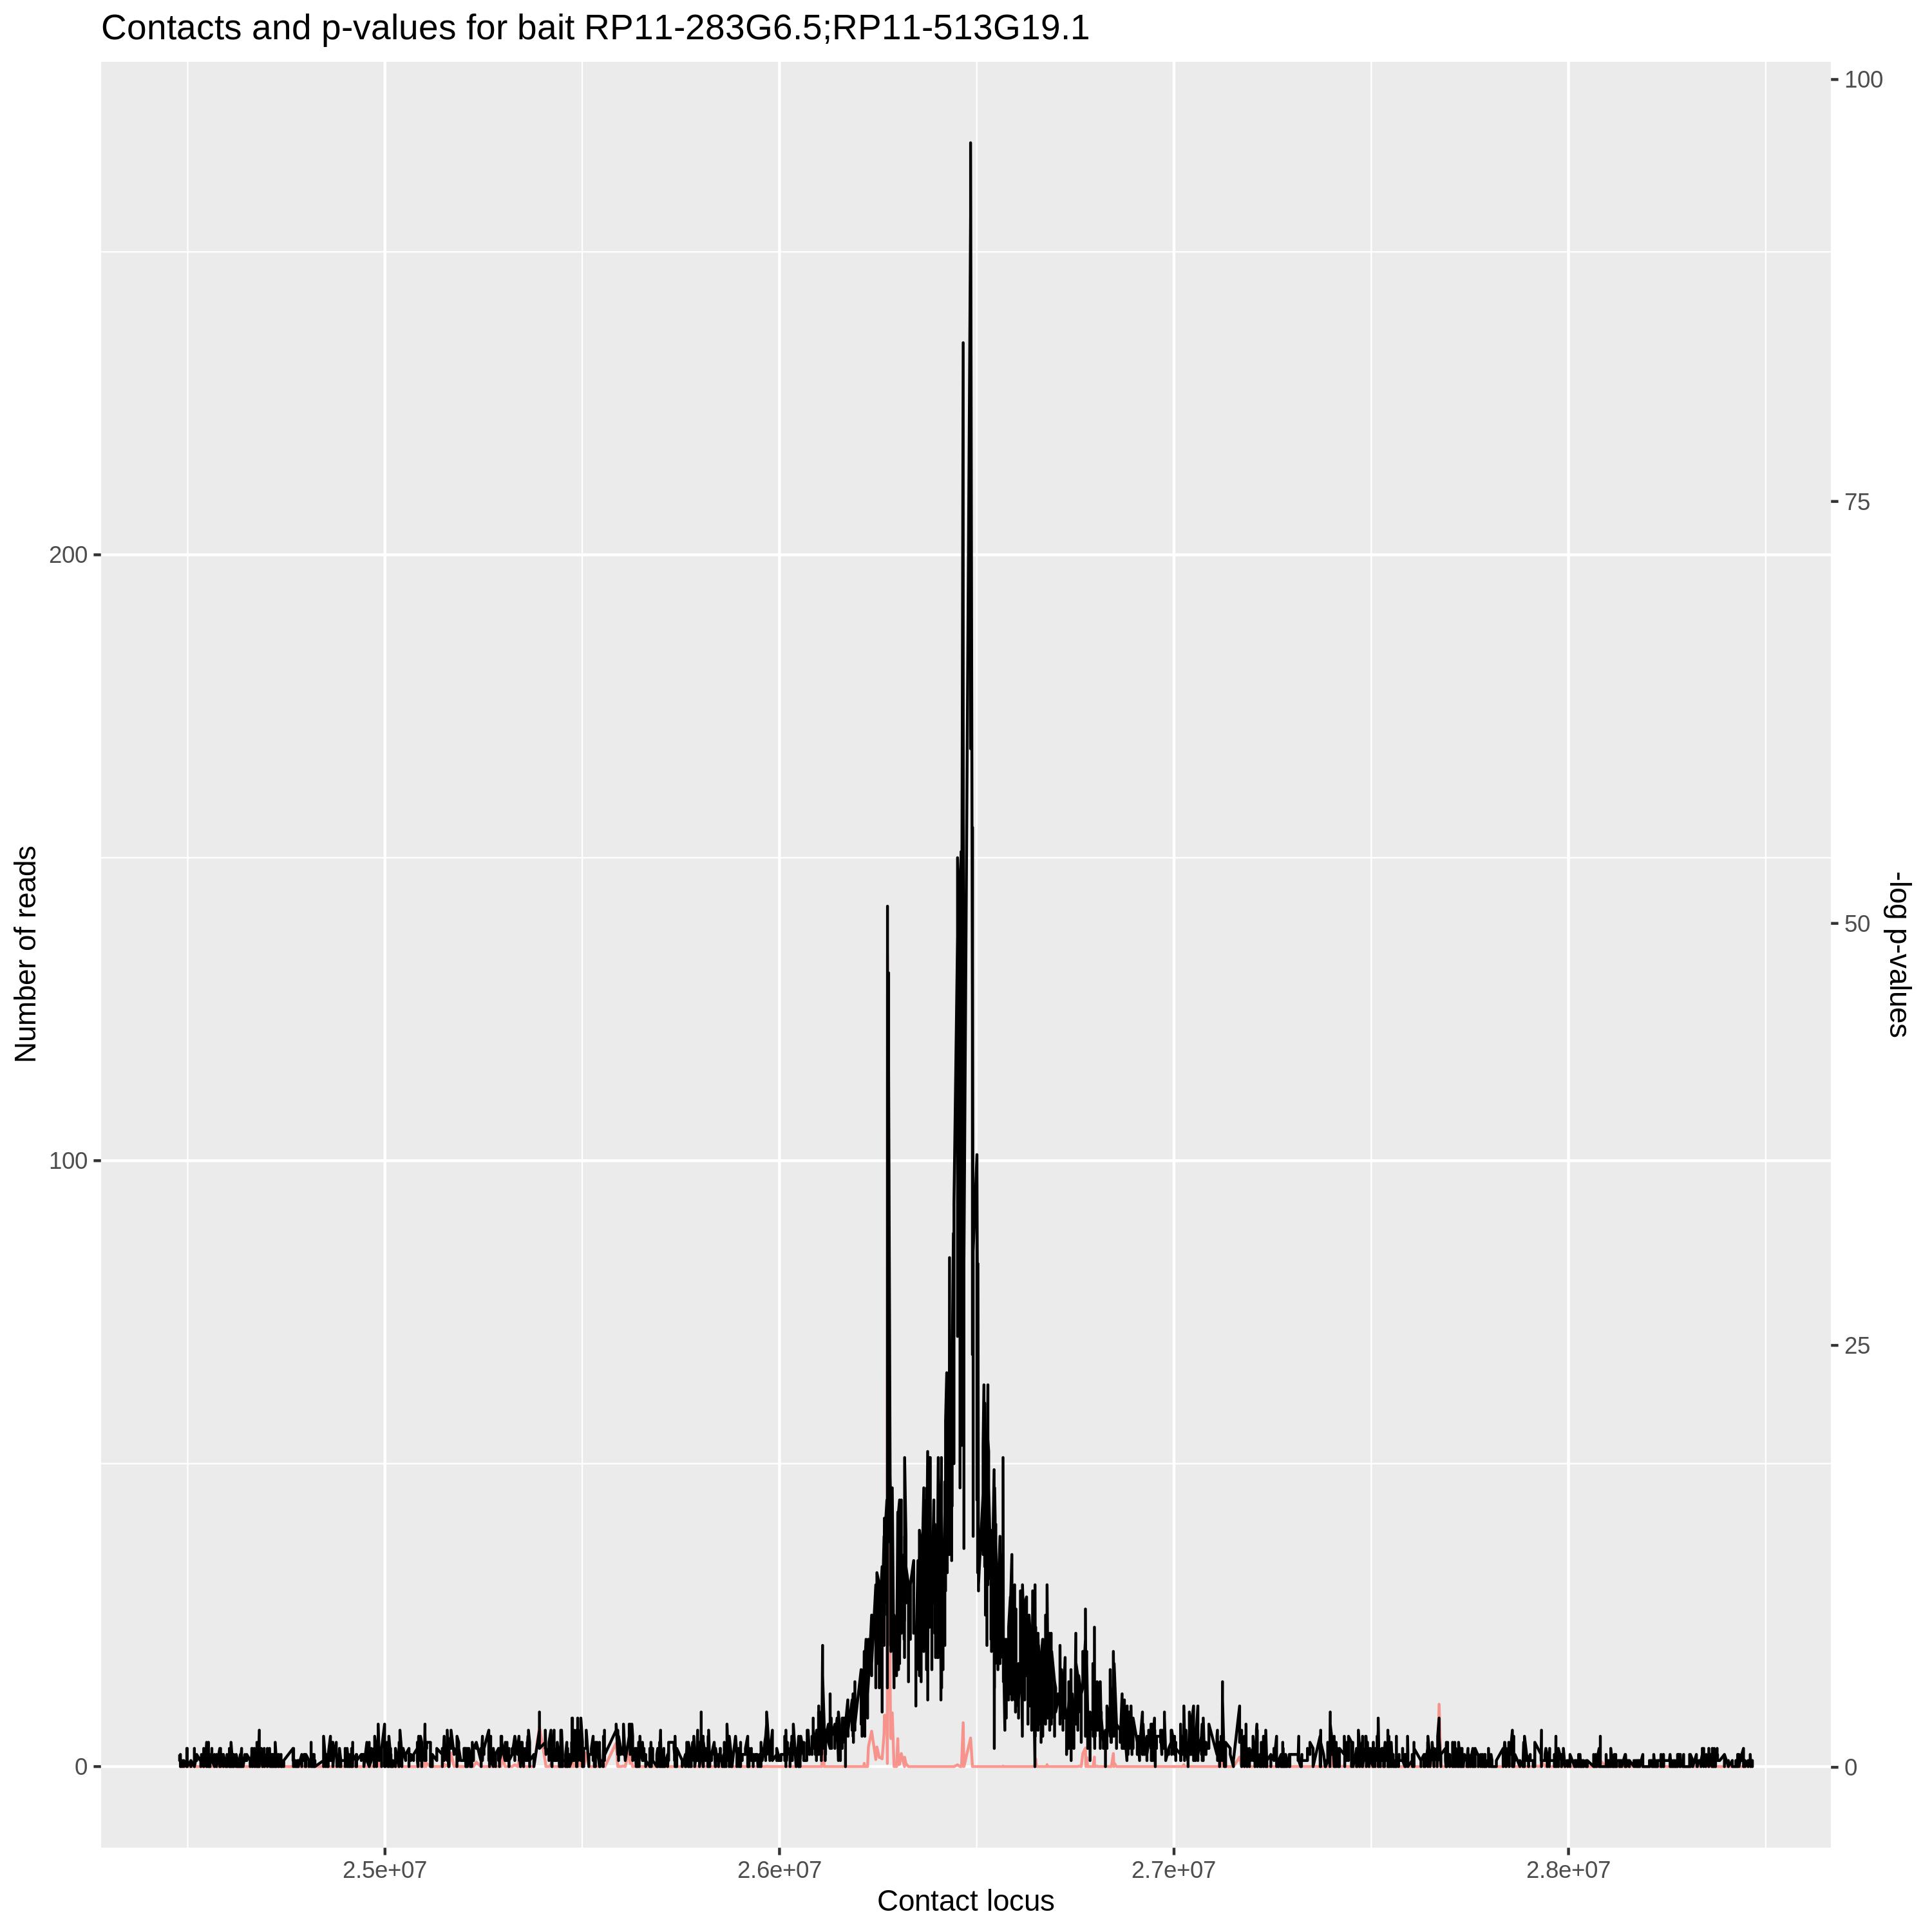 Contacts and p-values for bait RP11-283G6.5;RP11-513G19.1
Number of reads
200
100
0
100
75
50
25
0
-log p-values
2.5e+07
2.6e+07
2.7e+07
2.8e+07
Contact locus